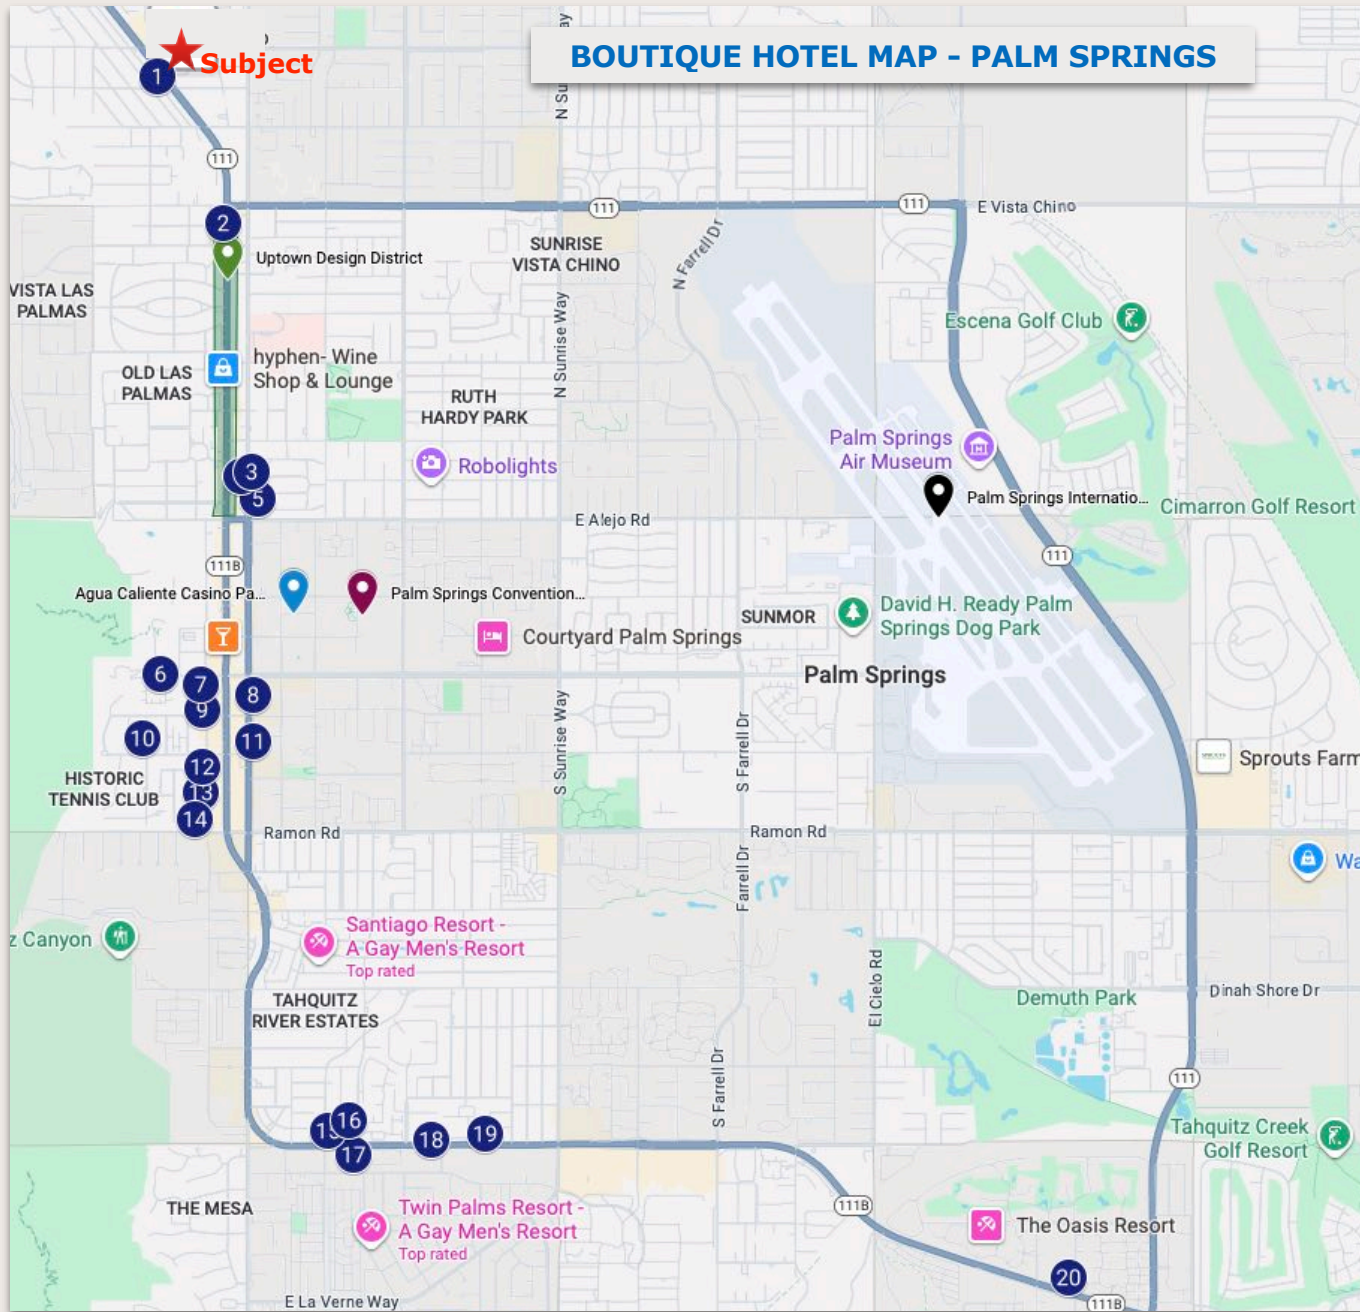 BOUTIQUE HOTEL MAP - PALM SPRINGS
Subject
1
N Sunrise Way
111
2
111
111
E Vista Chino
Uptown Design District
SUNRISE
VISTA CHINO
N Farrell Dr
VISTA LAS
PALMAS
Escena Golf Club
hyphen- Wine
Shop & Lounge
OLD LAS
PALMAS
N Sunrise Way
RUTH
HARDY PARK
Palm Springs
Air Museum
3
5
Robolights
Palm Springs Internatio...
Cimarron Golf Resort
E Alejo Rd
111
111B
Agua Caliente Casino Pa...
Palm Springs Convention...
David H. Ready Palm
Springs Dog Park
SUNMOR
Courtyard Palm Springs
Palm Springs
6
7
8
9
10
11
S Sunrise Way
S Farrell Dr
Sprouts Farm
12
HISTORIC
TENNIS CLUB
13
14
Ramon Rd
Ramon Rd
Wa
Farrell Dr
z Canyon
Santiago Resort -
A Gay Men's Resort
Top rated
El Cielo Rd
TAHQUITZ
RIVER ESTATES
Demuth Park
Dinah Shore Dr
S Farrell Dr
111
15
16
17
18
19
Tahquitz Creek
Golf Resort
THE MESA
Twin Palms Resort -
A Gay Men's Resort
Top rated
111B
The Oasis Resort
20
E La Verne Way
111B